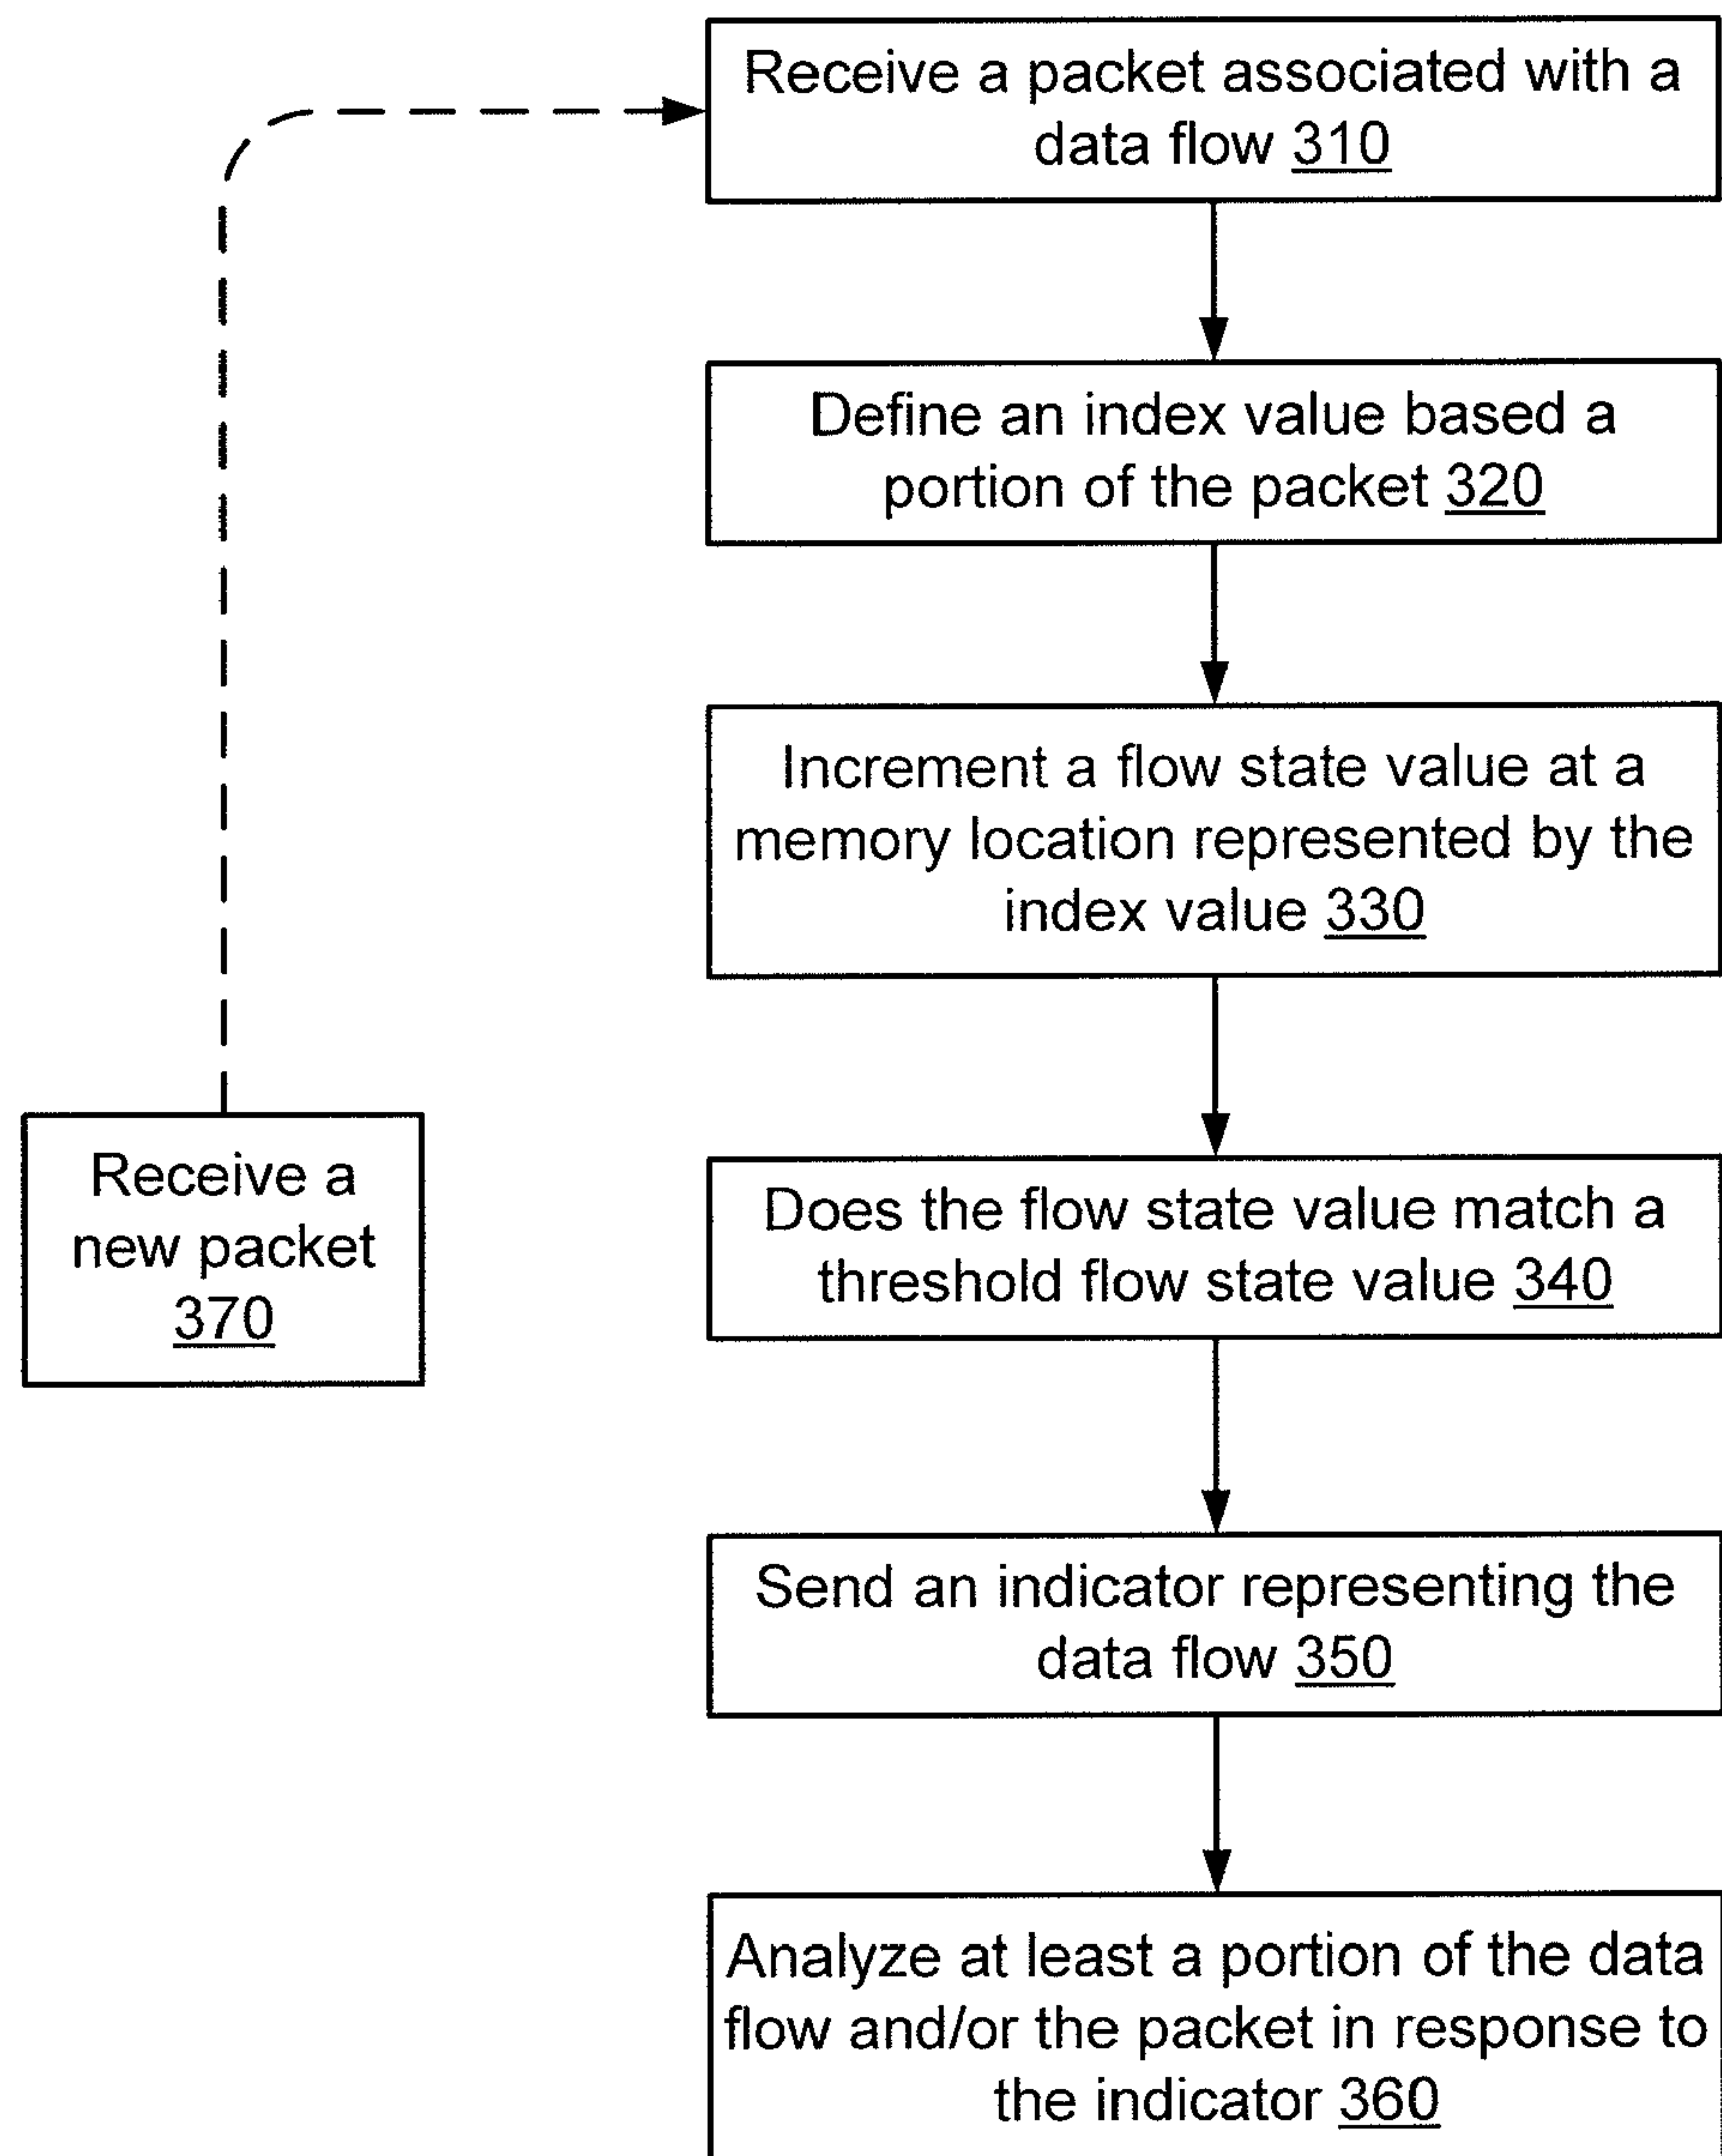 Receive a packet associated with a
data flow 310
Define an index value based a
portion of the packet 320
Increment a flow state value at a
memory location represented by the
index value 330
Does the flow state value match a
threshold flow state value 340
Send an indicator representing the
data flow 350
Analyze at least a portion of the data
flow and/or the packet in response to
the indicator 360
Receive a
new packet
370